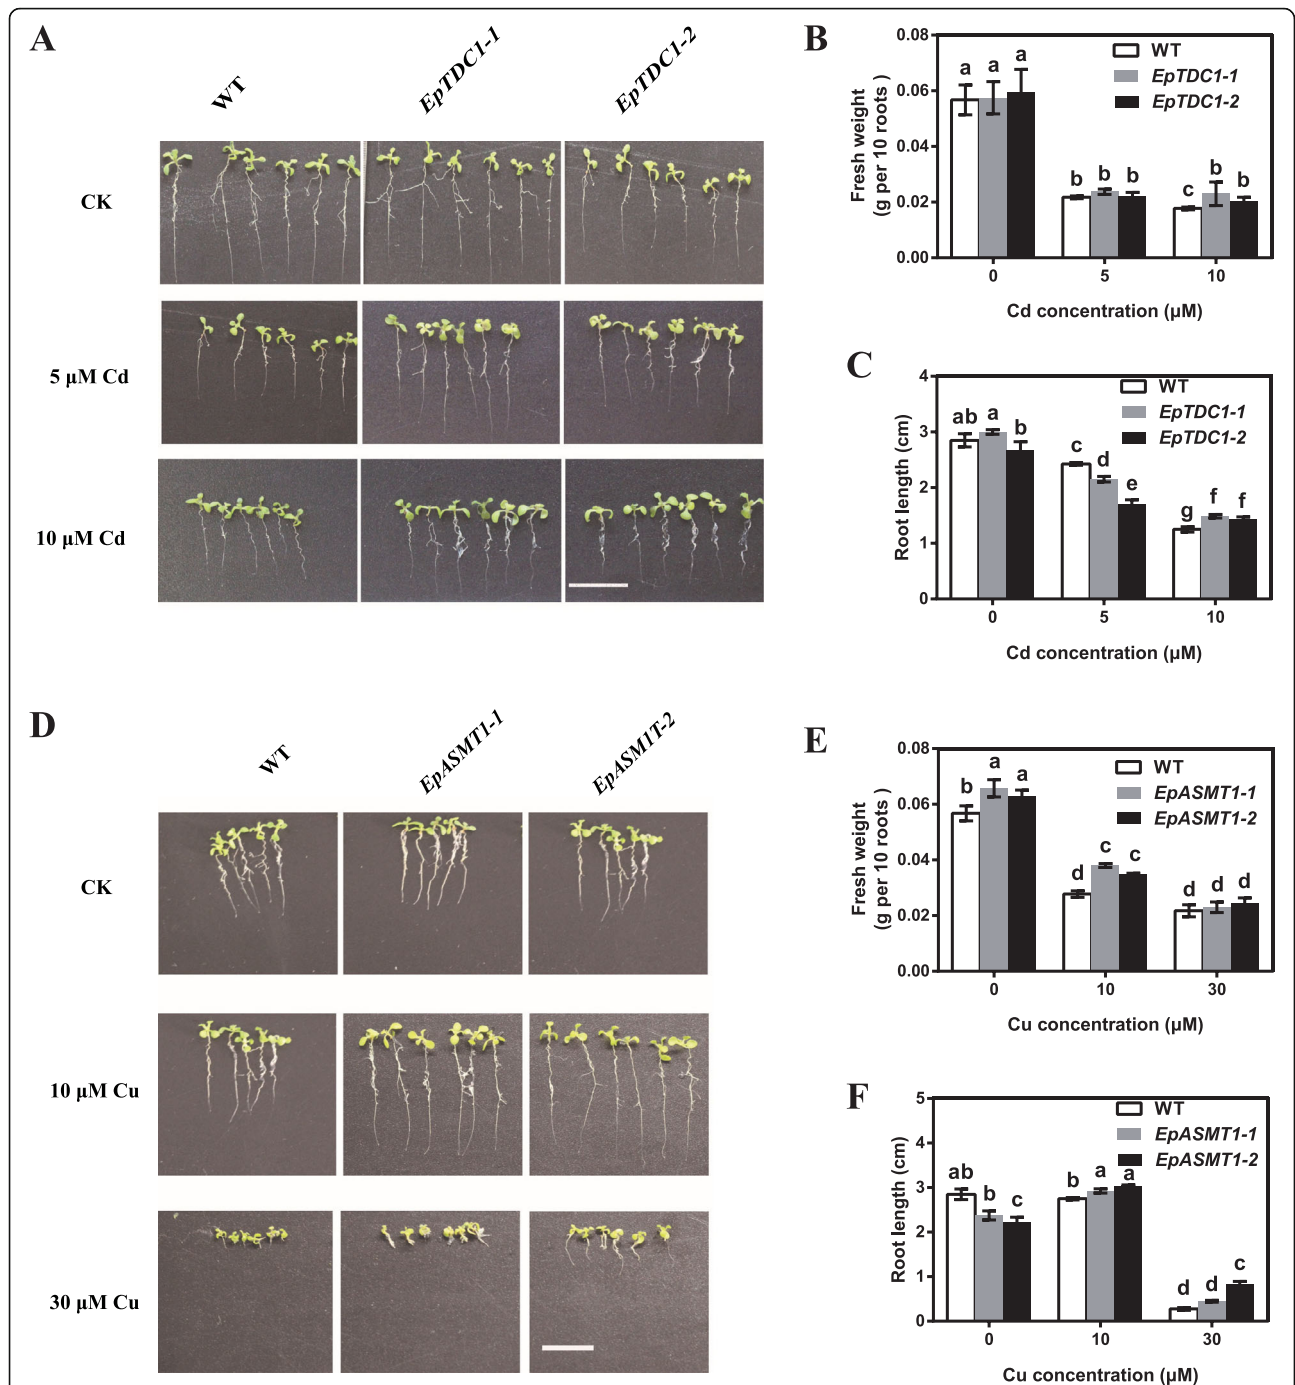 A
WT
EpTDC1-1
EpTDC1-2
CK
5 μM Cd
10 μM Cd
B
0.08
0.06
0.04
0.02
0.00
Fresh weight
(g per 10 roots )
WT
EpTDC1-1
EpTDC1-2
a a a
b b b
c b b
0 5 10
Cd concentration (μM)
C
4
3
2
1
0
Root length (cm)
WT
EpTDC1-1
EpTDC1-2
ab a b
c d e
g f f
0 5 10
Cd concentration (μM)
D
WT
EpASMT1-1
EpASM1T-2
CK
10 μM Cu
30 μM Cu
E
0.08
0.06
0.04
0.02
0.00
Fresh weight
(g per 10 roots )
WT
EpASMT1-1
EpASMT1-2
b a a
d c c
d d d
0 10 30
Cu concentration (μM)
F
5
4
3
2
1
0
Root length (cm)
WT
EpASMT1-1
EpASMT1-2
ab b c
b a a
d d c
0 10 30
Cu concentration (μM)